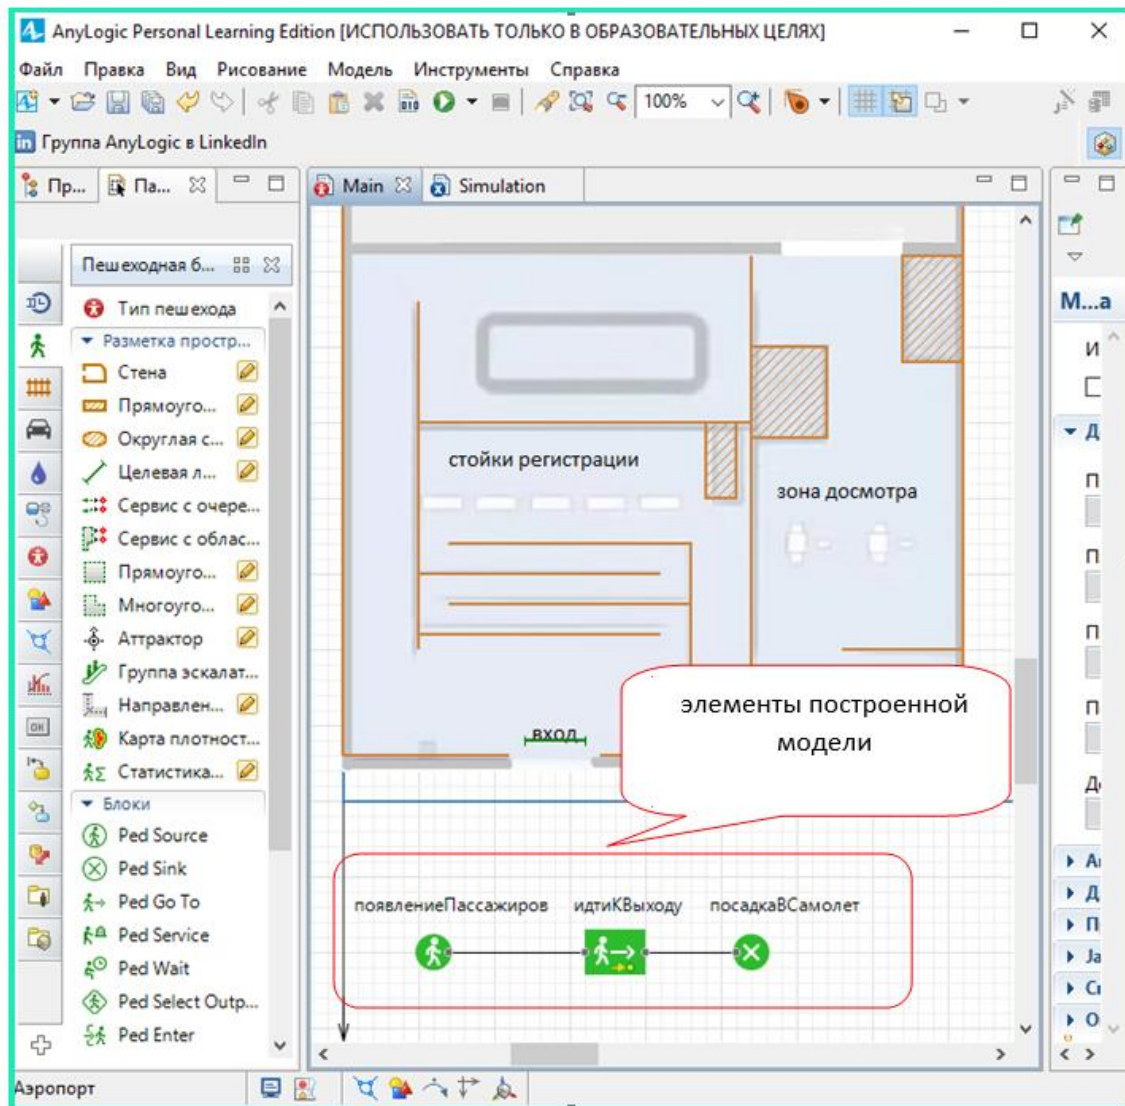 AnyLogic Personal Learning Edition [ИСПОЛЬЗОВАТЬ ТОЛЬКО В ОБРАЗОВАТЕЛЬНЫХ ЦЕЛЯХ]
Файл Правка Вид Рисование Модель Инструменты Справка
100%
in Группа AnyLogic в LinkedIn
Пр... Па... Main Simulation
Пешеходная б...
М...а
Тип пешехода
И
Разметка простр...
Стена
Прямоуго...
Д
Округлая с...
стойки регистрации
Целевая л...
П
зона досмотра
Сервис с очере...
Сервис с облас...
П
Прямоуго...
Многоуго...
Аттрактор
П
Группа эскалат...
элементы построенной
модели
Направлен...
П
OK
вход
Карта плотност...
Статистика...
Д
Блоки
Ped Source
Ped Sink
А
Ped Go To
Д
появлениеПассажиров идтиКВыходу посадкаВСамолет
Ped Service
П
Ped Wait
Ja
Ped Select Outp...
С
Ped Enter
О
Аэропорт